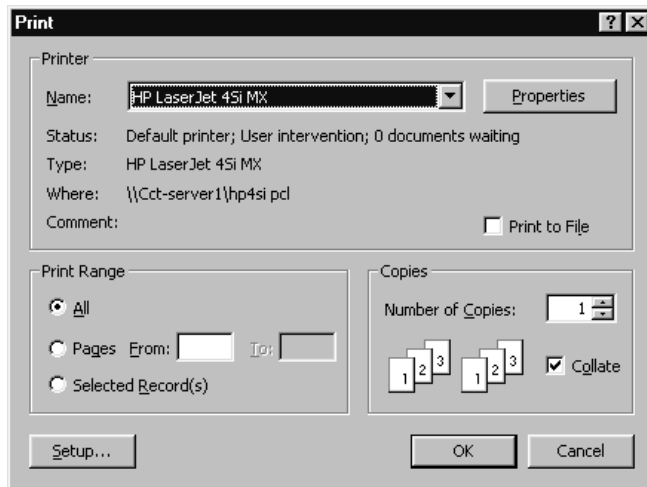 Print
Printer
Name: HP LaserJet 4Si MX Properties
Status: Default printer; User intervention; 0 documents waiting
Type: HP LaserJet 4Si MX
Where: \\Cct-server1\hp4si pcl
Comment: Print to File
Print Range
All
Pages From: To:
Selected Record(s)
Copies
Number of Copies: 1
1 2 3 1 2 3 Collate
Setup... OK Cancel